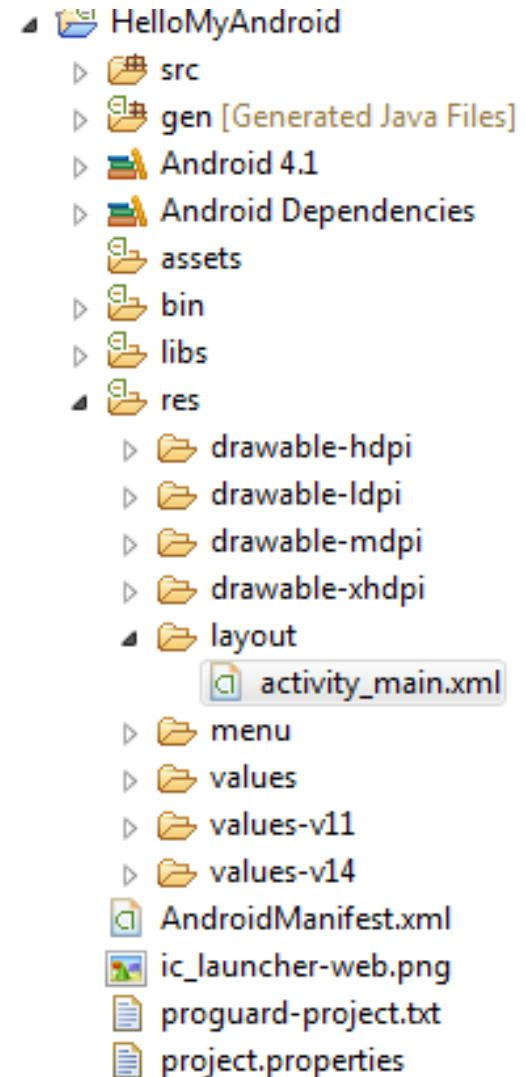 HelloMyAndroid
src
gen [Generated Java Files]
Android 4.1
Android Dependencies
assets
bin
libs
res
drawable-hdpi
drawable-ldpi
drawable-mdpi
drawable-xhdpi
layout
activity_main.xml
menu
values
values-v11
values-v14
AndroidManifest.xml
ic_launcher-web.png
proguard-project.txt
project.properties